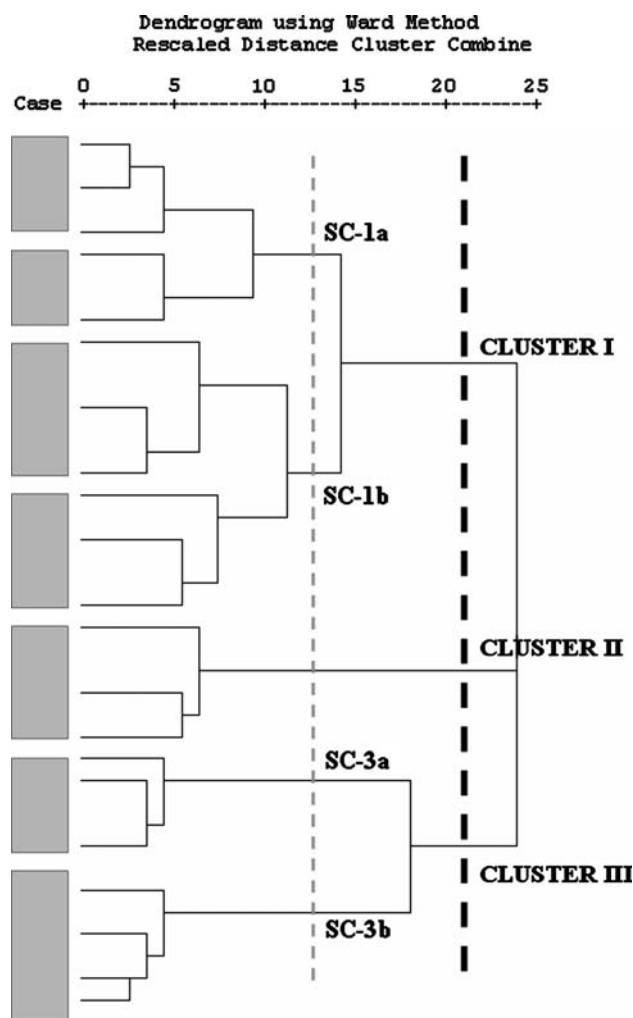 Dendrogram using Ward Method
Rescaled Distance Cluster Combine
0 5 10 15 20 25
Case +---------+---------+---------+---------+---------+
SC-1a
CLUSTER I
SC-1b
CLUSTER II
SC-3a
CLUSTER III
SC-3b